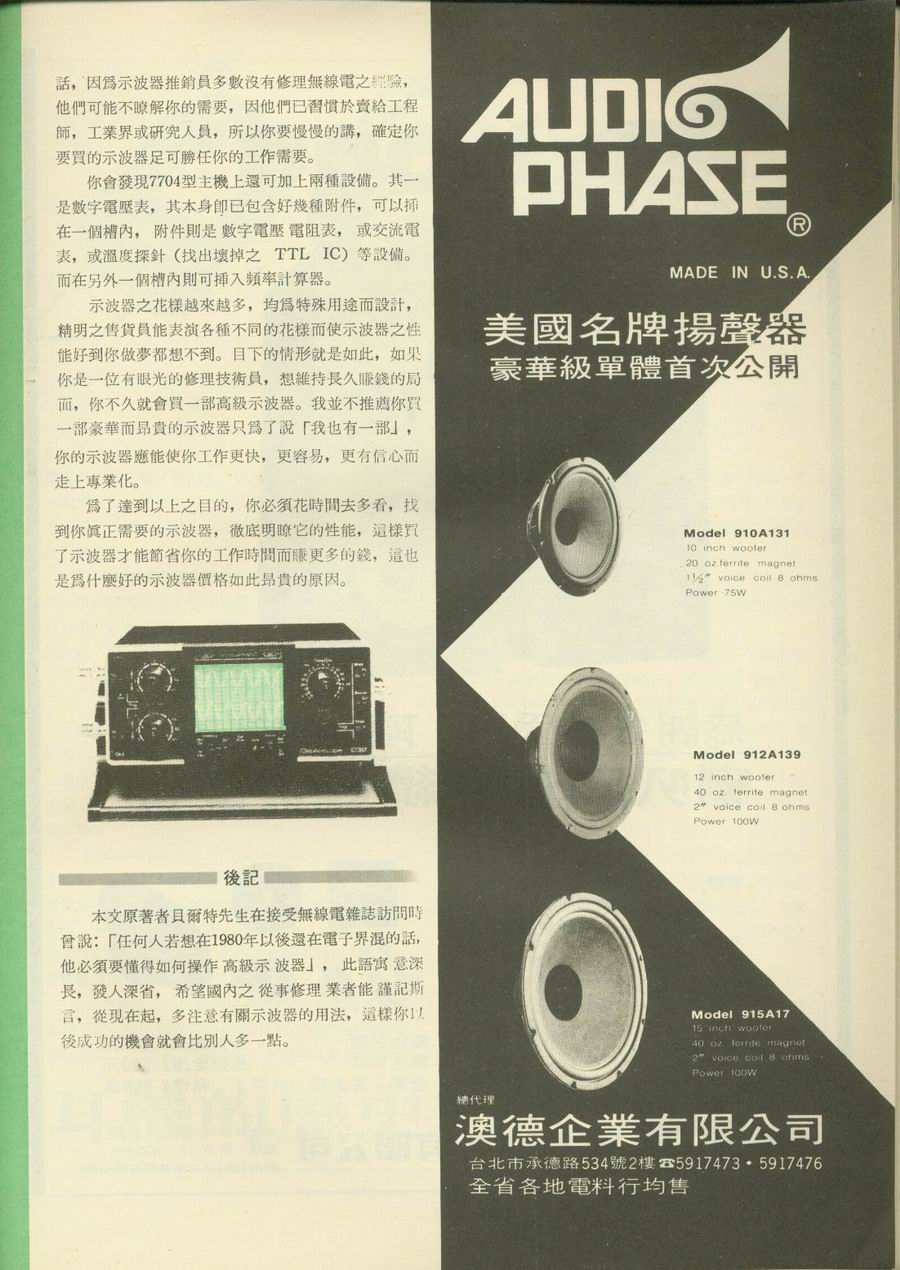 話，因爲示波器推銷員多數沒有修理無線電之經驗，
他們可能不瞭解你的需要，因他們已習慣於賣給工程
師，工業界或研究人員，所以你要慢慢的講，確定你
要買的示波器足可勝任你的工作需要。
你會發現7704型主機上還可加上兩種設備。其一
是數字電壓表，其本身卽已包含好幾種附件，可以揷
在一個槽內， 附件則是 數字電壓 電阻表， 或交流電
表，或溫度探針（找出壞掉之 TTL IC）等設備。
而在另外一個槽內則可揷入頻率計算器。
示波器之花樣越來越多，均爲特殊用途而設計，
精明之售貨員能表演各種不同的花樣而使示波器之性
能好到你做夢都想不到。目下的情形就是如此，如果
你是一位有眼光的修理技術員，想維持長久賺錢的局
面，你不久就會買一部高級示波器。我並不推薦你買
一部豪華而昻貴的示波器只爲了說「我也有一部」，
你的示波器應能使你工作更快，更容易，更有信心而
走上專業化。
爲了達到以上之目的，你必須花時間去多看，找
到你眞正需要的示波器，徹底明瞭它的性能，這樣買
了示波器才能節省你的工作時間而賺更多的錢，這也
是爲什麼好的示波器價格如此昻貴的原因。
後記
本文原著者貝爾特先生在接受無線電雜誌訪問時
曾說：「任何人若想在1980年以後還在電子界混的話，
他必須要懂得如何操作 高級示 波器」， 此語寓 意深
長，發人深省， 希望國內之 從事修理 業者能 謹記斯
言，從現在起，多注意有關示波器的用法，這樣你以
後成功的機會就會比別人多一點。
AUDIO
PHASE®
MADE IN U.S.A.
美國名牌揚聲器
豪華級單體首次公開
Model 910A131
10 inch woofer
20 oz.ferrite magnet
1½″ voice coil 8 ohms
Power 75W
Model 912A139
12 inch woofer
40 oz. ferrite magnet
2″ voice coil 8 ohms
Power 100W
Model 915A17
15 inch woofer
40 oz. ferrite magnet
2″ voice coil 8 ohms
Power 100W
總代理
澳德企業有限公司
台北市承德路534號2樓☎5917473・5917476
全省各地電料行均售